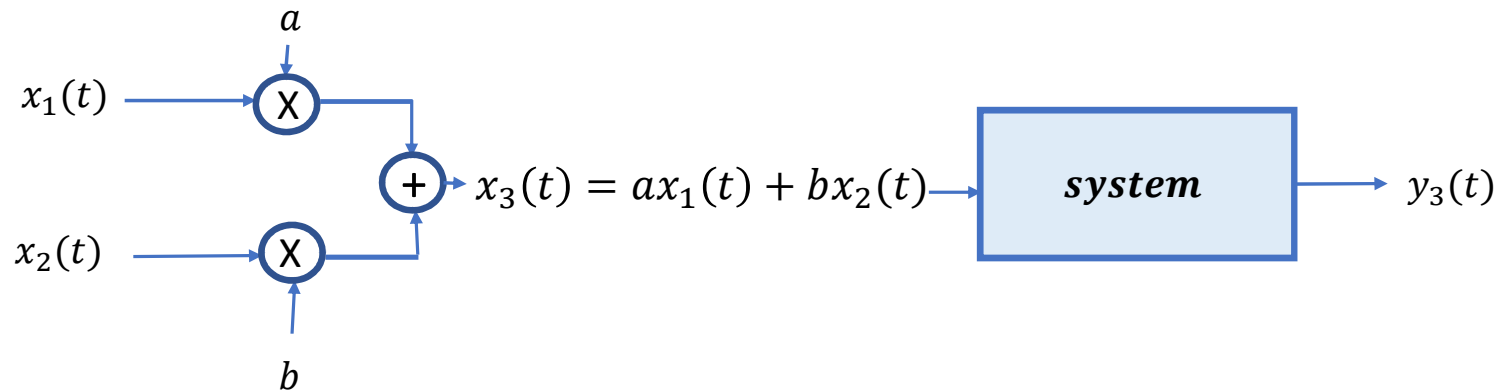 a
x₁(t)
X
+
x₃(t) = ax₁(t) + bx₂(t)
system
y₃(t)
x₂(t)
X
b